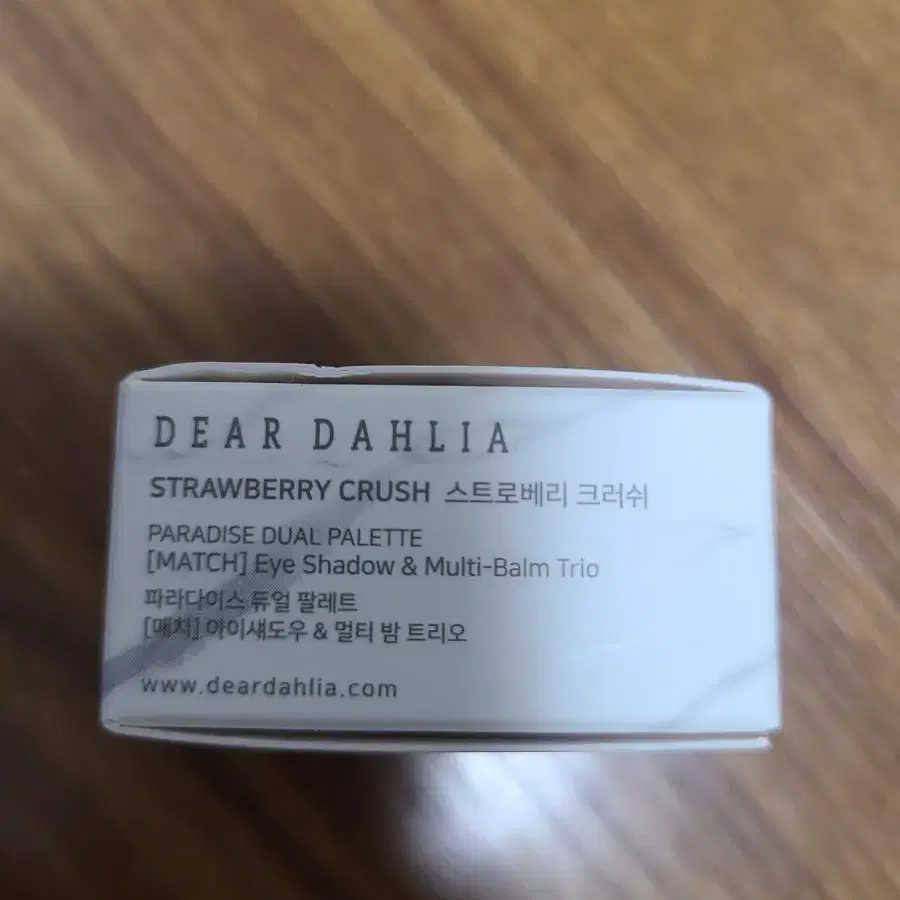 DEAR DAHLIA
STRAWBERRY CRUSH 스트로베리 크러쉬
PARADISE DUAL PALETTE
[MATCH] Eye Shadow & Multi-Balm Trio
파라다이스 듀얼 팔레트
[매치] 아이섀도우 & 멀티 밤 트리오
www.deardahlia.com